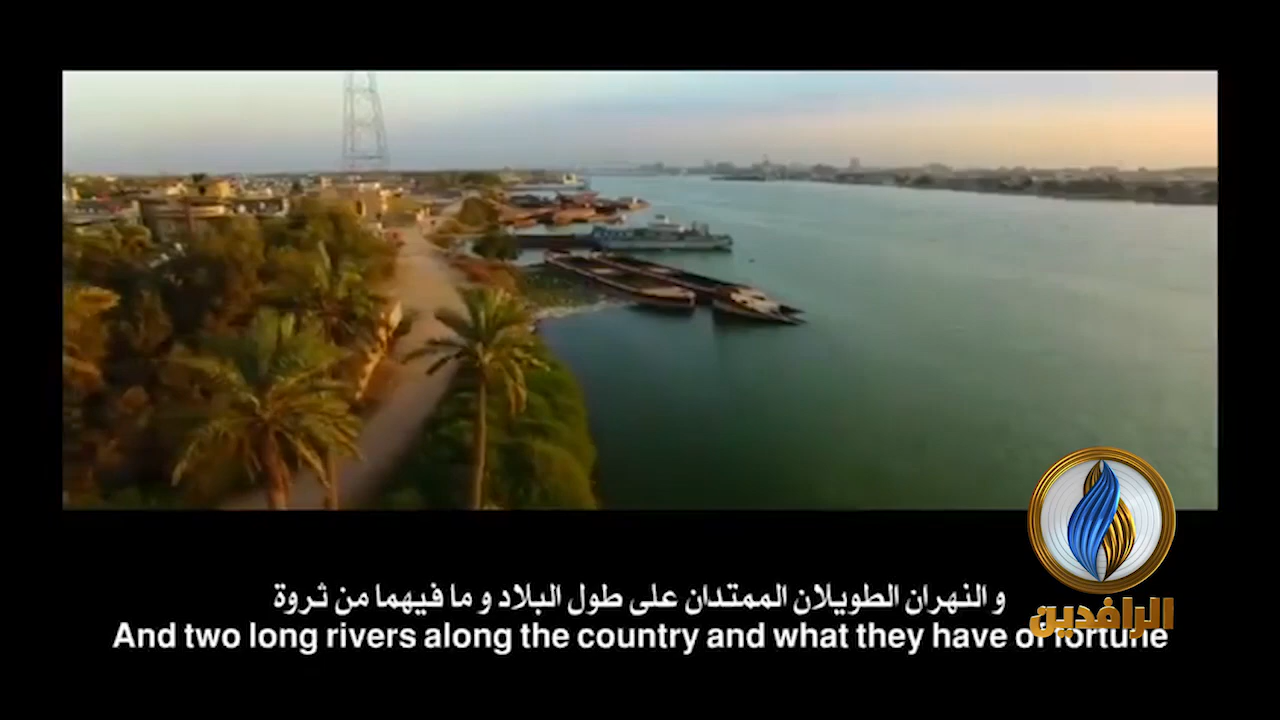 و النهران الطويلان الممتدان على طول البلاد و ما فيهما من ثروة
And two long rivers along the country and what they have of fortune
الرافدين